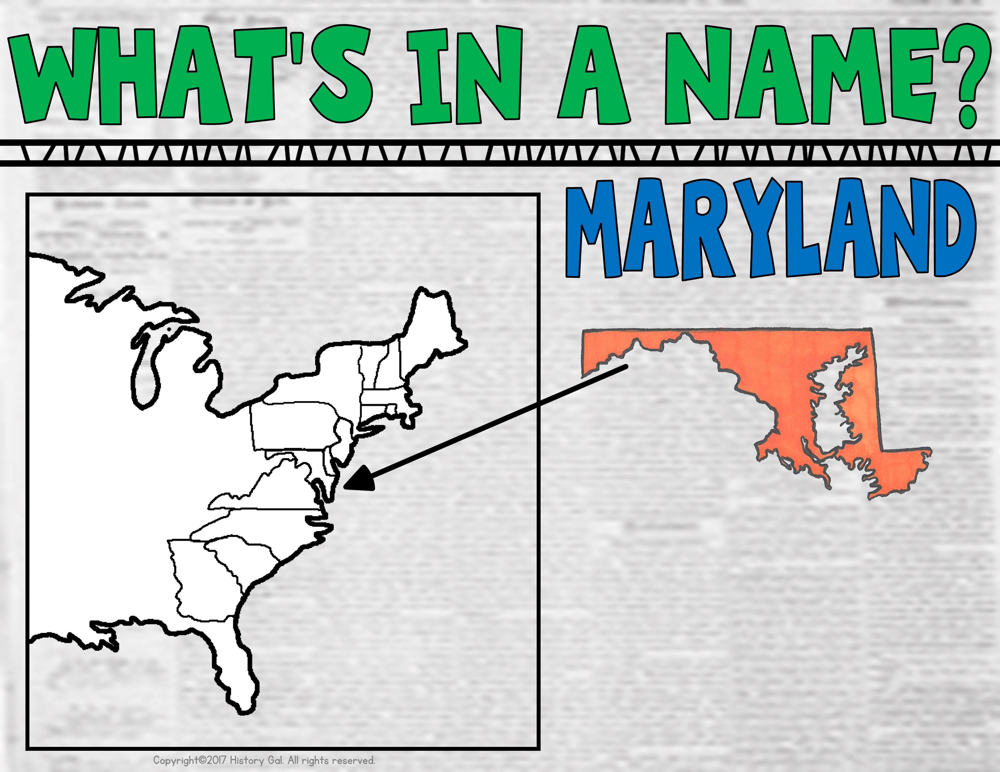 WHAT'S IN A NAME?
MARYLAND
Copyright©2017 History Gal. All rights reserved.